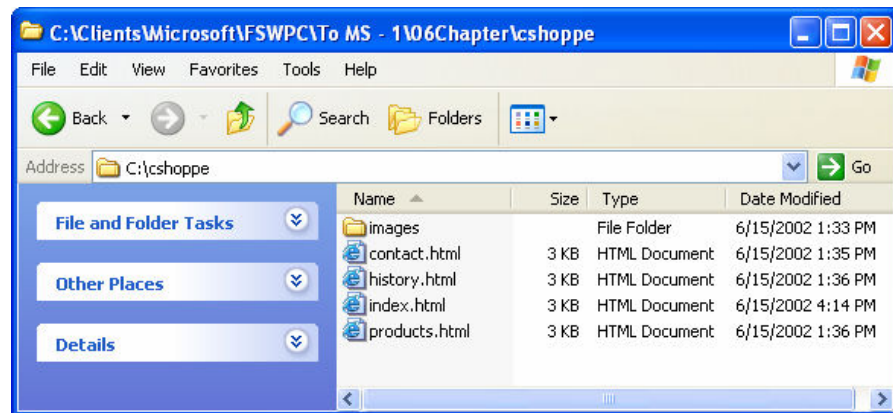 C:\Clients\Microsoft\FSWPC\To MS - 1\06Chapter\cshoppe
File Edit View Favorites Tools Help
Back Search Folders
Address C:\cshoppe Go
Name Size Type Date Modified
File and Folder Tasks
Other Places
Details
images File Folder 6/15/2002 1:33 PM
contact.html 3 KB HTML Document 6/15/2002 1:35 PM
history.html 3 KB HTML Document 6/15/2002 1:36 PM
index.html 3 KB HTML Document 6/15/2002 4:14 PM
products.html 3 KB HTML Document 6/15/2002 1:36 PM